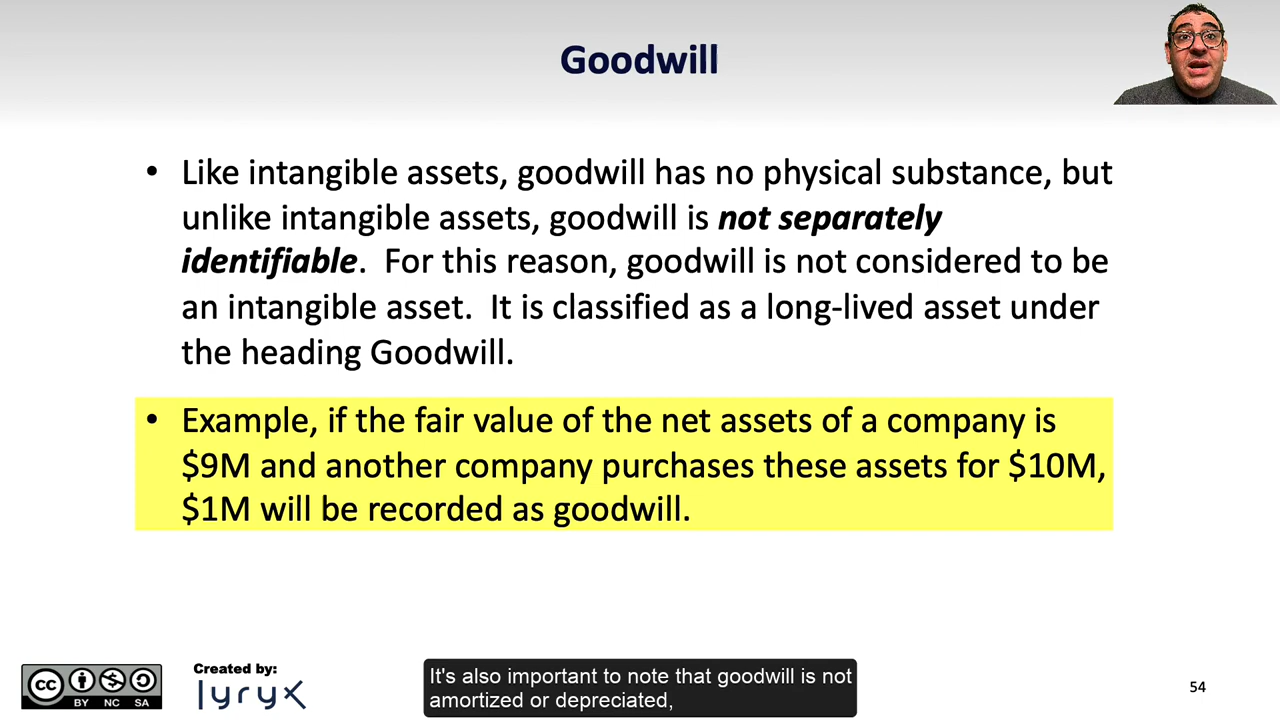 Goodwill
• Like intangible assets, goodwill has no physical substance, but
unlike intangible assets, goodwill is not separately
identifiable. For this reason, goodwill is not considered to be
an intangible asset. It is classified as a long-lived asset under
the heading Goodwill.
• Example, if the fair value of the net assets of a company is
$9M and another company purchases these assets for $10M,
$1M will be recorded as goodwill.
cc
BY NC SA
Created by:
lyryx
It's also important to note that goodwill is not
amortized or depreciated,
54